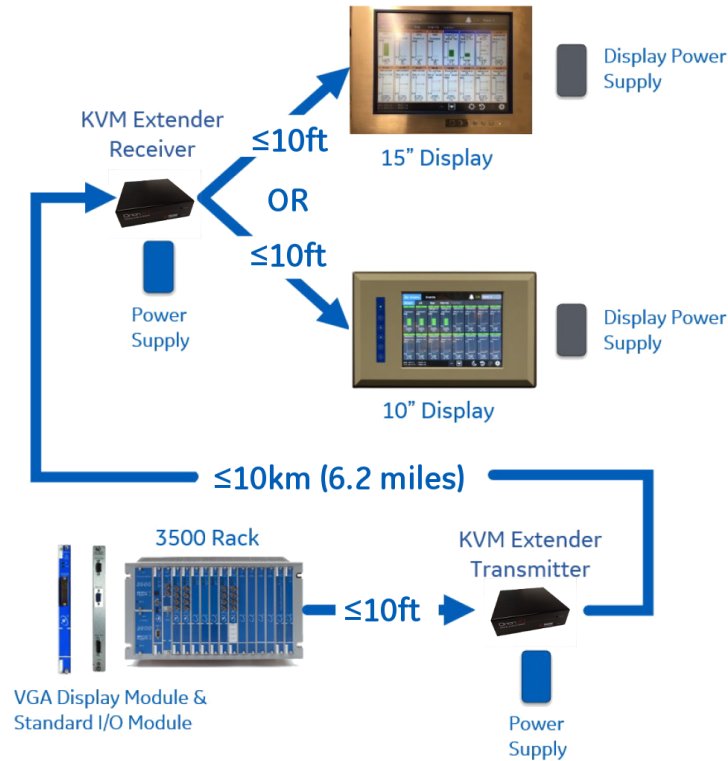 Display Power
Supply
KVM Extender
Receiver
≤10ft
15” Display
OR
≤10ft
Power
Supply
Display Power
Supply
10” Display
≤10km (6.2 miles)
3500 Rack
KVM Extender
Transmitter
≤10ft
VGA Display Module &
Standard I/O Module
Power
Supply